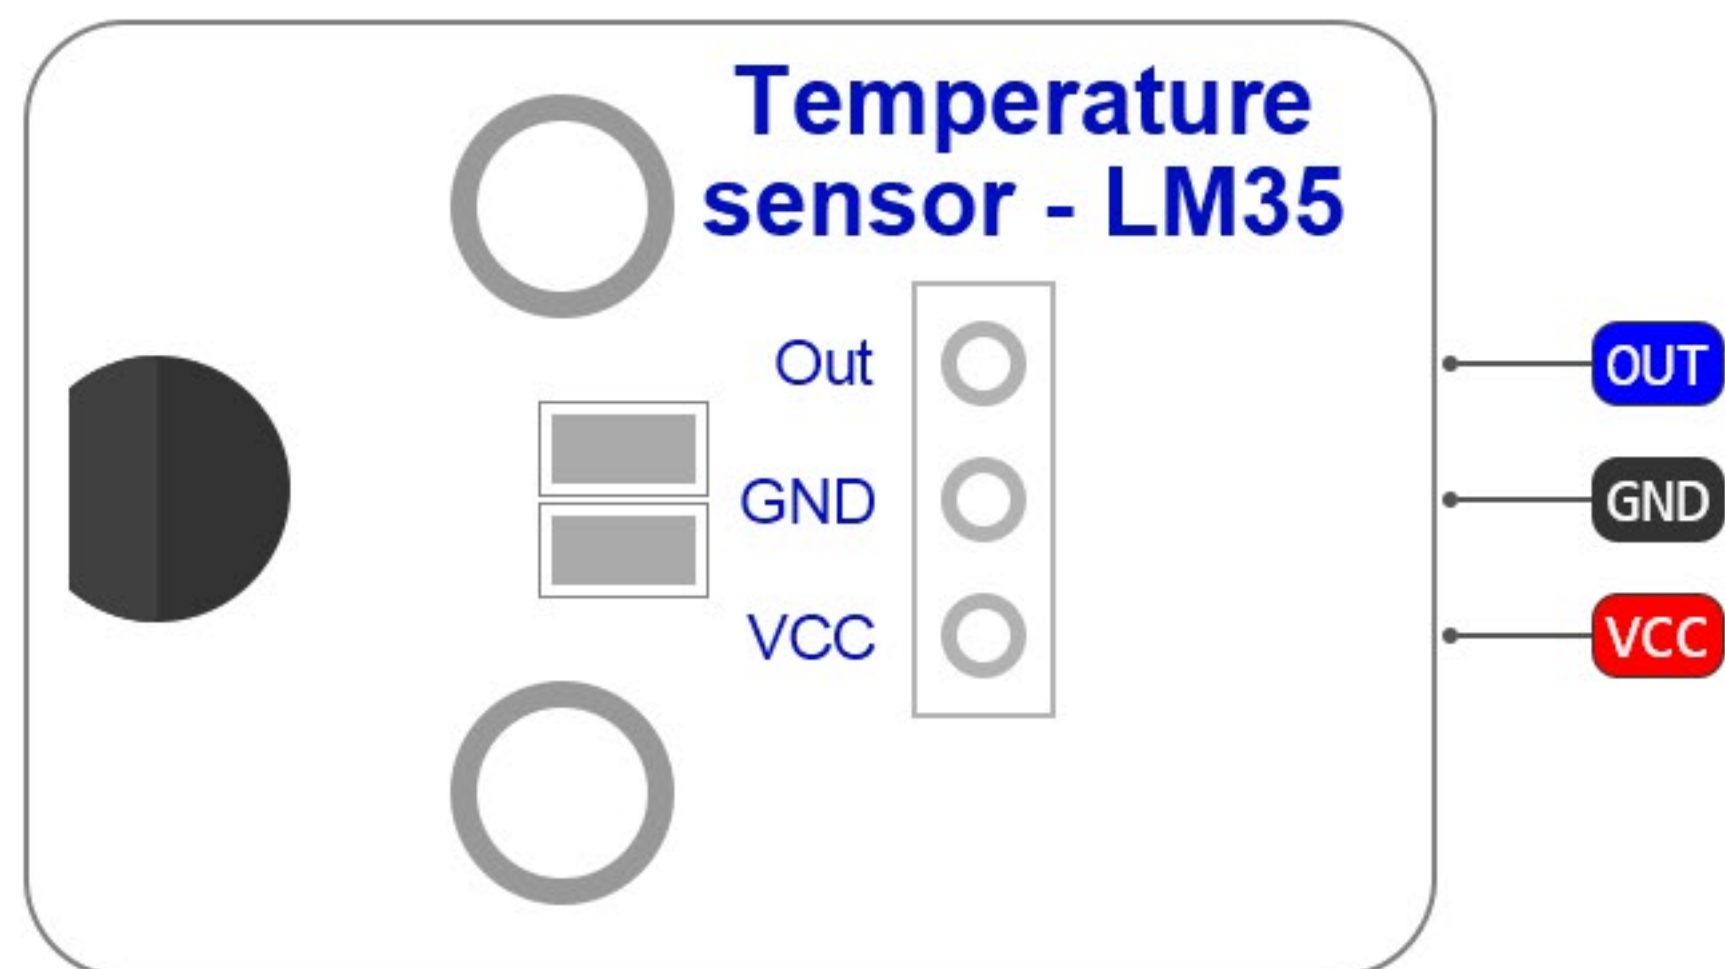 Temperature
sensor - LM35
Out
OUT
GND
GND
VCC
VCC